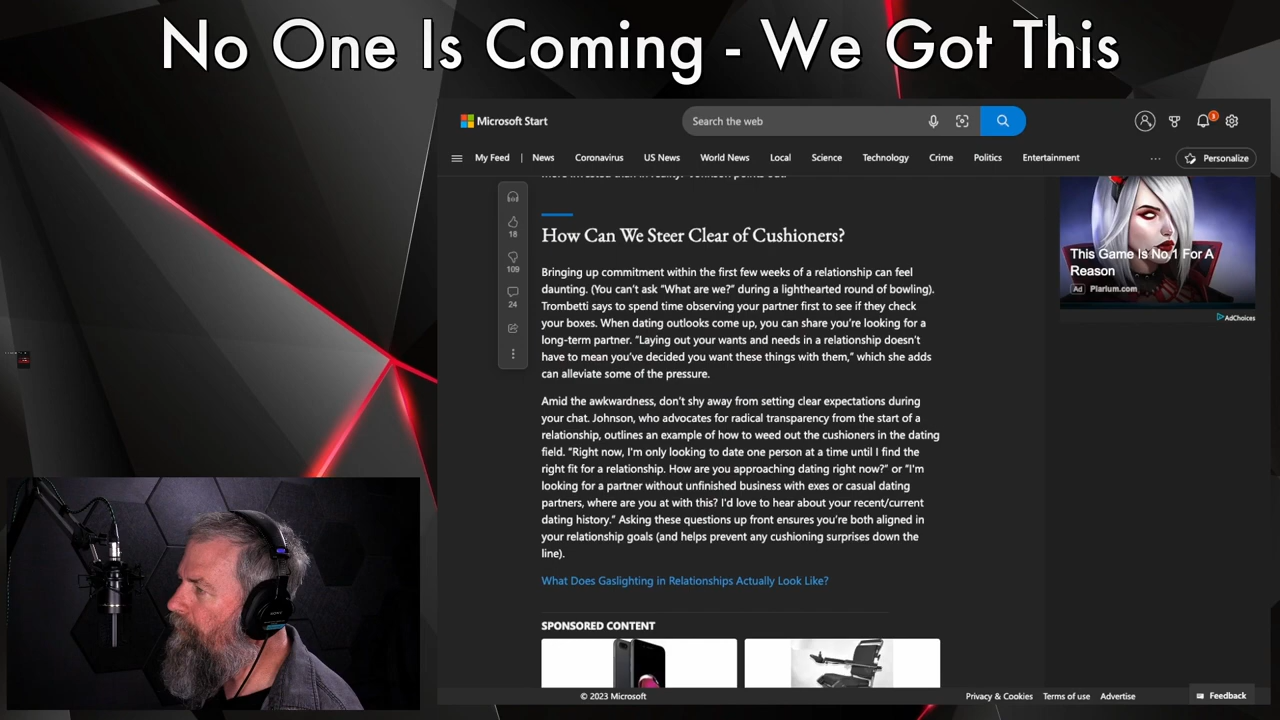 No One Is Coming - We Got This
Microsoft Start
Search the web
3
My Feed | News Coronavirus US News World News Local Science Technology Crime Politics Entertainment ... Personalize
How Can We Steer Clear of Cushioners?
Bringing up commitment within the first few weeks of a relationship can feel
daunting. (You can't ask “What are we?” during a lighthearted round of bowling).
Trombetti says to spend time observing your partner first to see if they check
your boxes. When dating outlooks come up, you can share you're looking for a
long-term partner. “Laying out your wants and needs in a relationship doesn't
have to mean you've decided you want these things with them,” which she adds
can alleviate some of the pressure.
Amid the awkwardness, don't shy away from setting clear expectations during
your chat. Johnson, who advocates for radical transparency from the start of a
relationship, outlines an example of how to weed out the cushioners in the dating
field. “Right now, I'm only looking to date one person at a time until I find the
right fit for a relationship. How are you approaching dating right now?” or “I'm
looking for a partner without unfinished business with exes or casual dating
partners, where are you at with this? I'd love to hear about your recent/current
dating history.” Asking these questions up front ensures you're both aligned in
your relationship goals (and helps prevent any cushioning surprises down the
line).
What Does Gaslighting in Relationships Actually Look Like?
SPONSORED CONTENT
18
109
24
This Game Is No.1 For A
Reason
Ad Plarium.com
AdChoices
SONY
© 2023 Microsoft
Privacy & Cookies Terms of use Advertise Feedback